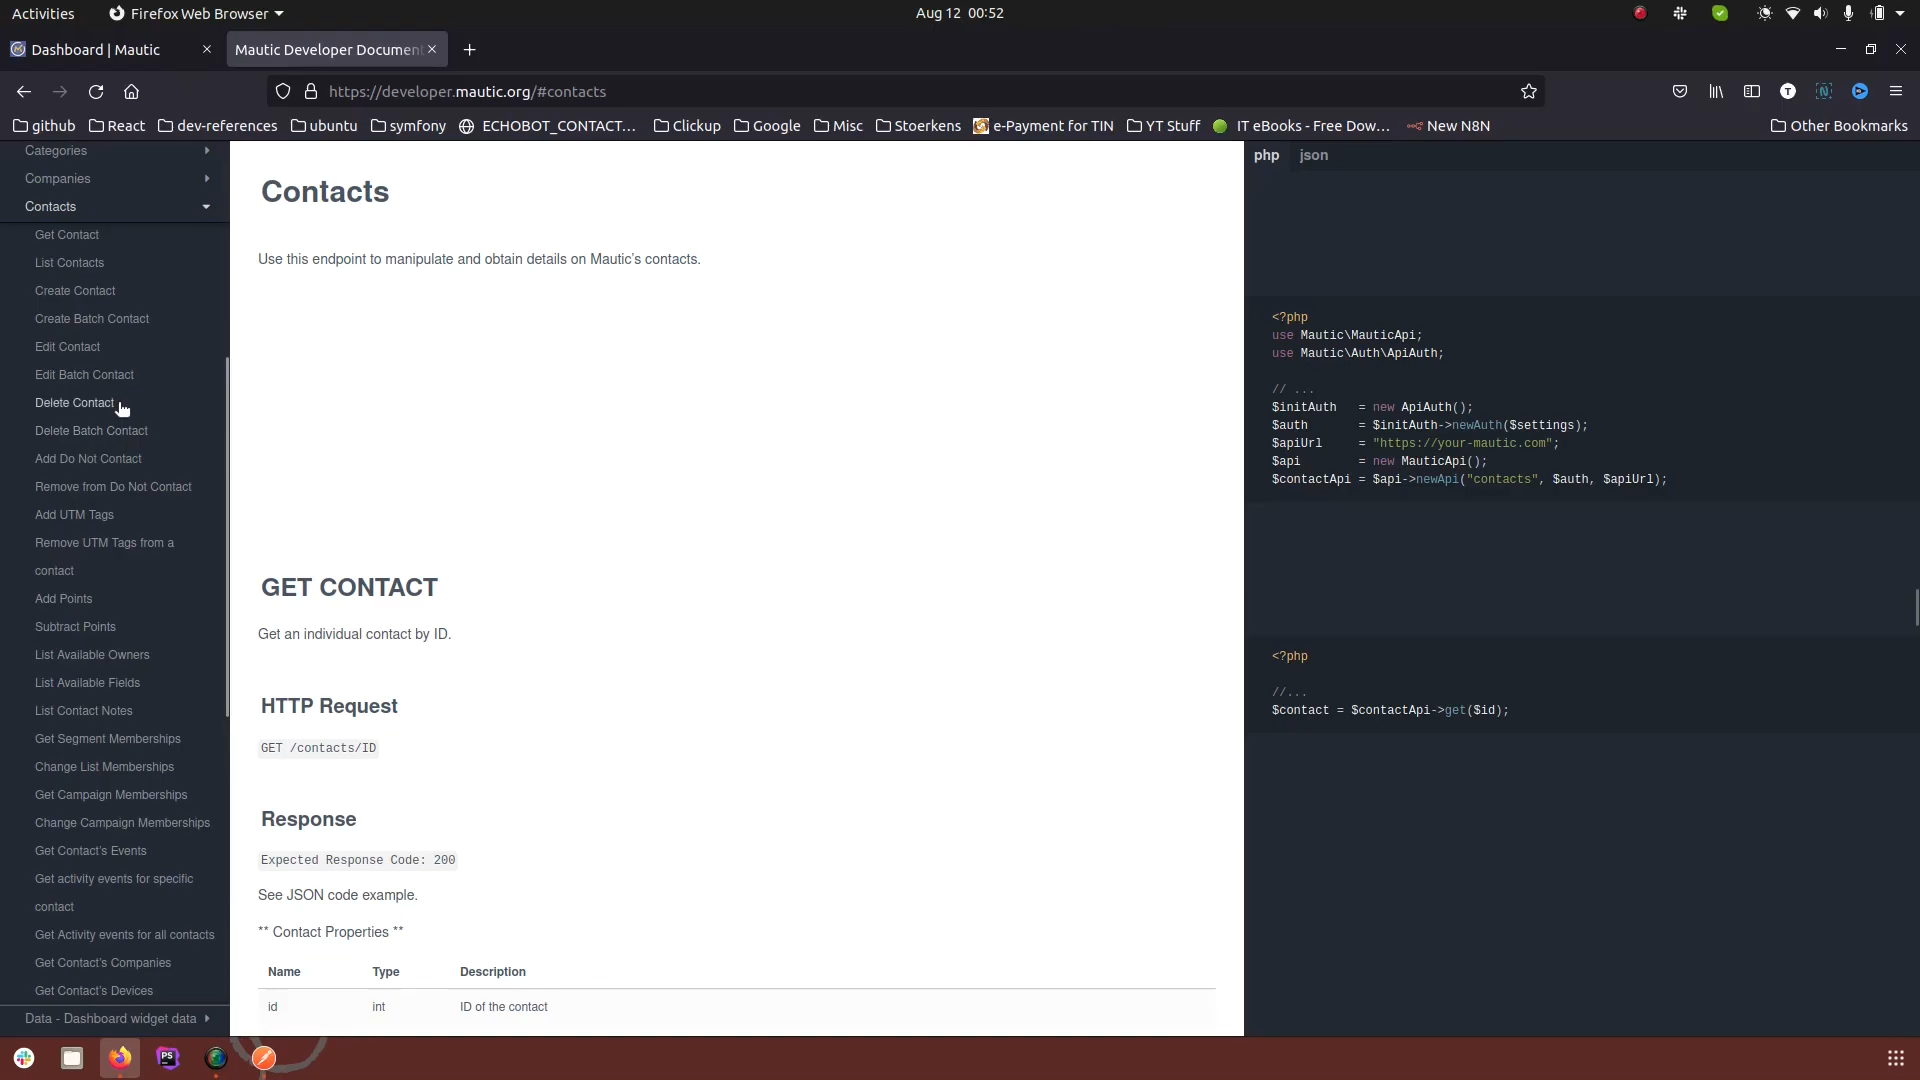 Activities
Firefox Web Browser
Aug 12 00:52
Dashboard | Mautic
Mautic Developer Documen
https://developer.mautic.org/#contacts
github
React
dev-references
ubuntu
symfony
ECHOBOT_CONTACT...
Clickup
Google
Misc
Stoerkens
e-Payment for TIN
YT Stuff
IT eBooks - Free Dow...
New N8N
Other Bookmarks
Categories
Companies
Contacts
Get Contact
List Contacts
Create Contact
Create Batch Contact
Edit Contact
Edit Batch Contact
Delete Contact
Delete Batch Contact
Add Do Not Contact
Remove from Do Not Contact
Add UTM Tags
Remove UTM Tags from a
contact
Add Points
Subtract Points
List Available Owners
List Available Fields
List Contact Notes
Get Segment Memberships
Change List Memberships
Get Campaign Memberships
Change Campaign Memberships
Get Contact's Events
Get activity events for specific
contact
Get Activity events for all contacts
Get Contact's Companies
Get Contact's Devices
Data - Dashboard widget data
Contacts
Use this endpoint to manipulate and obtain details on Mautic's contacts.
GET CONTACT
Get an individual contact by ID.
HTTP Request
GET /contacts/ID
Response
Expected Response Code: 200
See JSON code example.
** Contact Properties **
Name Type Description
id int ID of the contact
php json
<?php
use Mautic\MauticApi;
use Mautic\Auth\ApiAuth;
// ...
$initAuth = new ApiAuth();
$auth = $initAuth->newAuth($settings);
$apiUrl = "https://your-mautic.com";
$api = new MauticApi();
$contactApi = $api->newApi("contacts", $auth, $apiUrl);
<?php
//...
$contact = $contactApi->get($id);